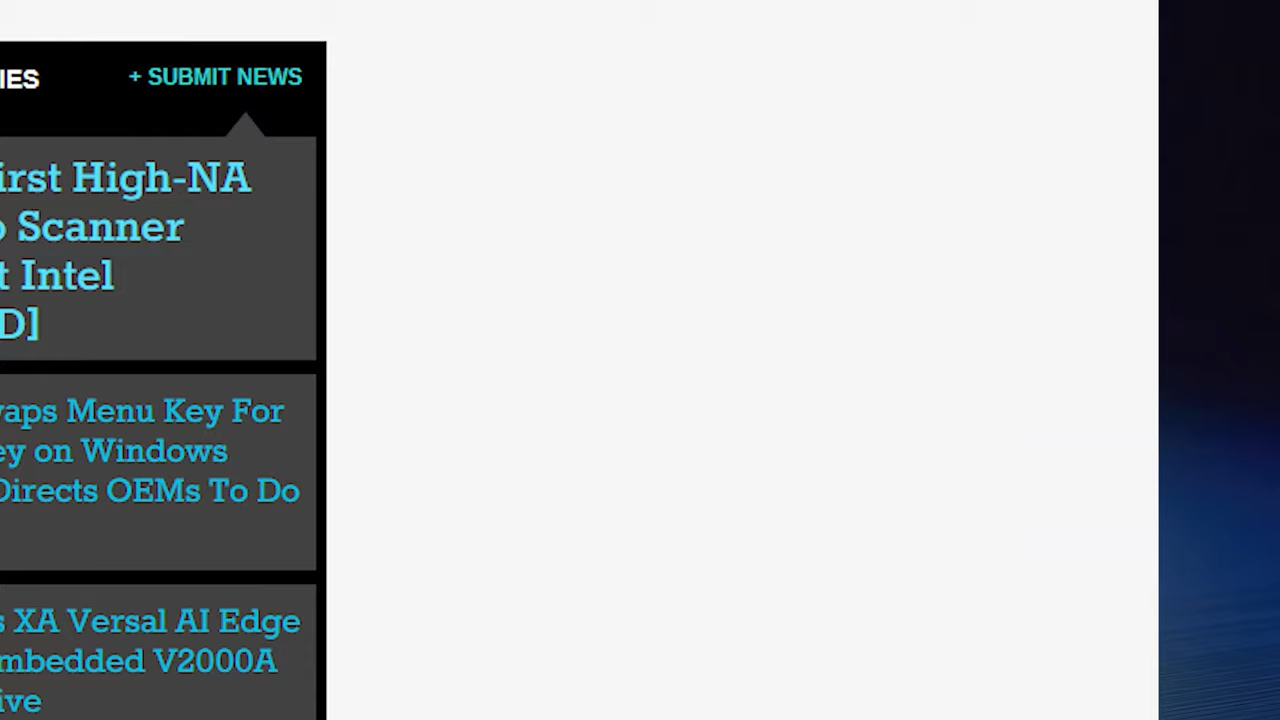 IES
+ SUBMIT NEWS
irst High-NA
Scanner
t Intel
D]
aps Menu Key For
ey on Windows
Directs OEMs To Do
s XA Versal AI Edge
mbedded V2000A
ive